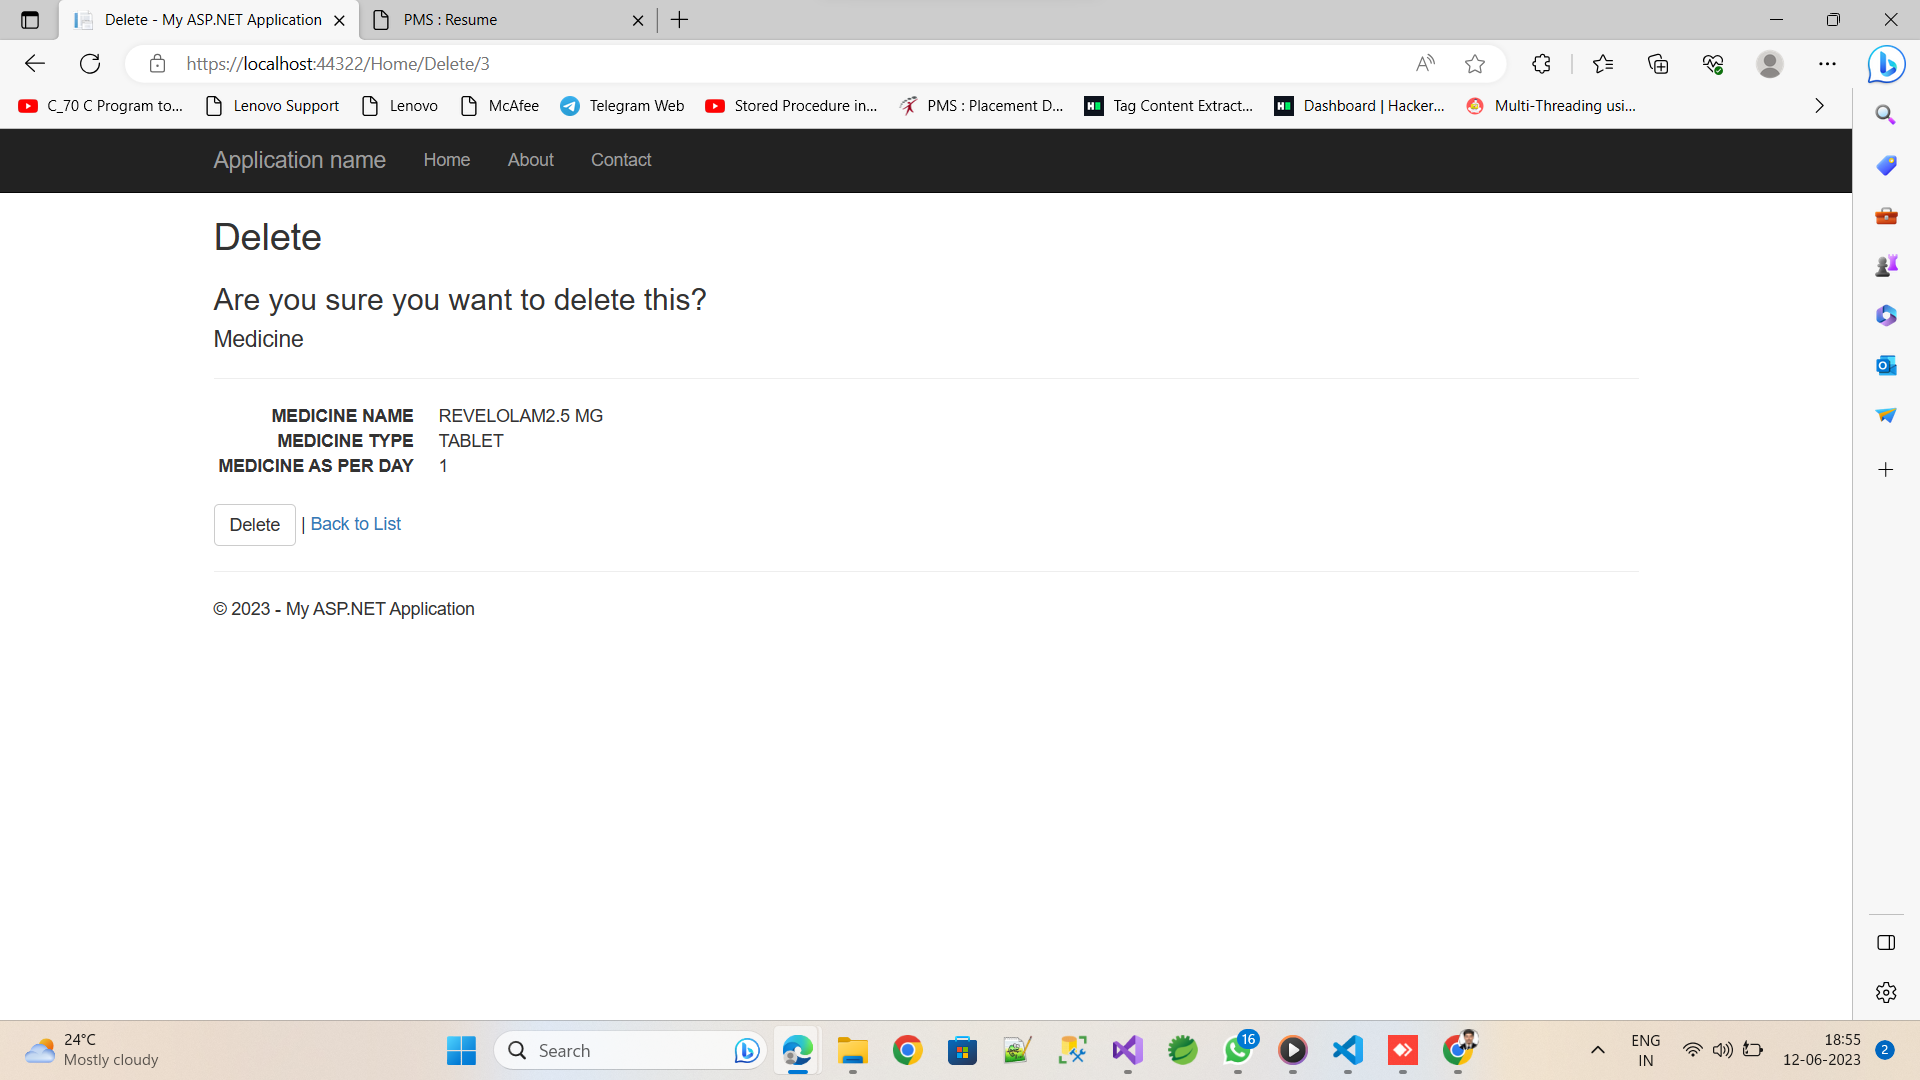 Delete - My ASP.NET Application
PMS : Resume
https://localhost:44322/Home/Delete/3
C_70 C Program to...
Lenovo Support
Lenovo
McAfee
Telegram Web
Stored Procedure in...
PMS : Placement D...
Tag Content Extract...
Dashboard | Hacker...
Multi-Threading usi...
Application name
Home
About
Contact
Delete
Are you sure you want to delete this?
Medicine
MEDICINE NAME REVELOLAM2.5 MG
MEDICINE TYPE TABLET
MEDICINE AS PER DAY 1
Delete | Back to List
© 2023 - My ASP.NET Application
24°C
Mostly cloudy
Search
16
ENG
IN
18:55
12-06-2023
2